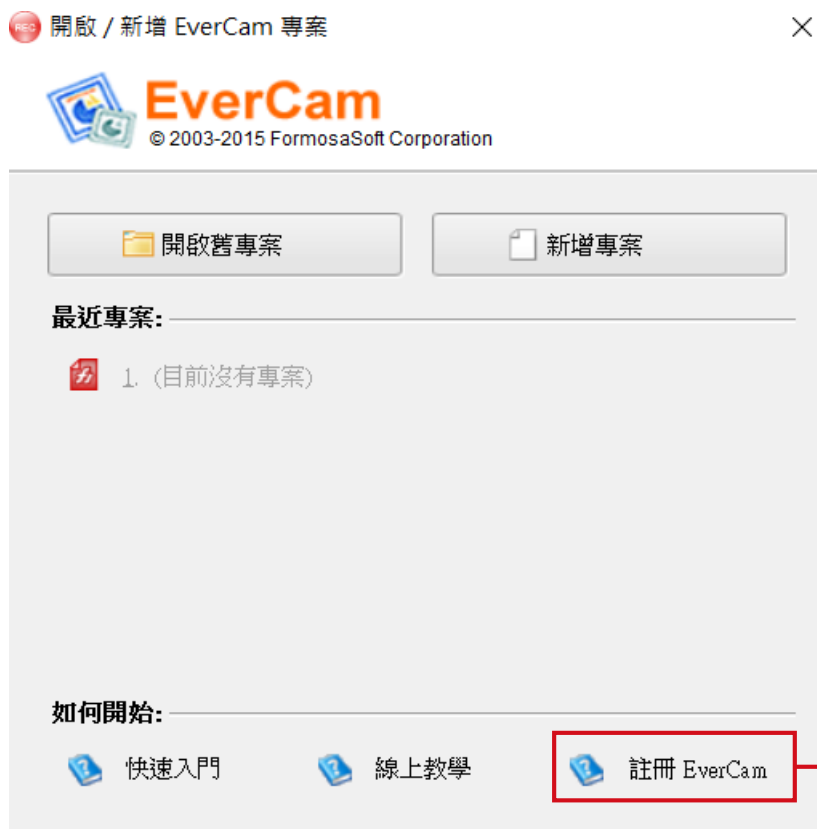 REC 開啟 / 新增 EverCam 專案
EverCam
© 2003-2015 FormosaSoft Corporation
開啟舊專案 新增專案
最近專案:
1. (目前沒有專案)
如何開始:
快速入門 線上教學 註冊 EverCam